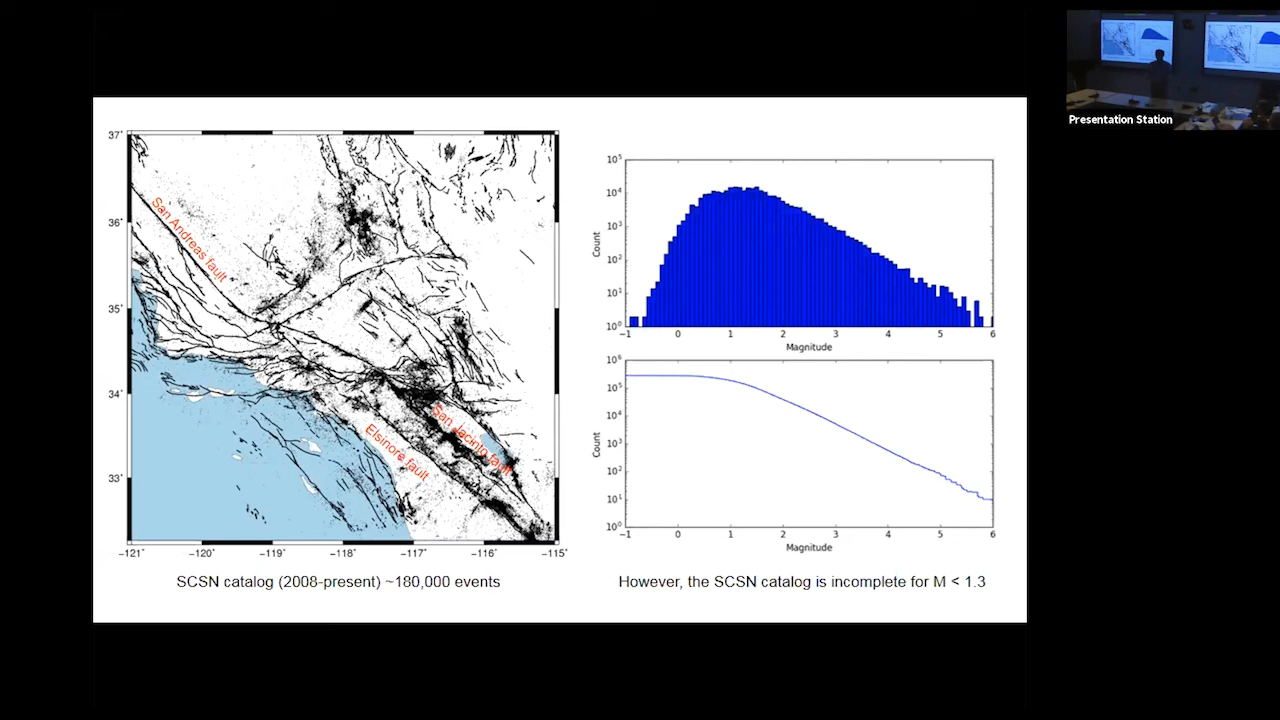 Presentation Station
37°
36°
35°
34°
33°
−121°
−120°
−119°
−118°
−117°
−116°
−115°
San Andreas fault
San Jacinto fault
Elsinore fault
SCSN catalog (2008-present) ~180,000 events
10^5
10^4
10^3
10^2
10^1
10^0
Count
−1 0 1 2 3 4 5 6
Magnitude
10^6
10^5
10^4
10^3
10^2
10^1
10^0
Count
−1 0 1 2 3 4 5 6
Magnitude
However, the SCSN catalog is incomplete for M < 1.3